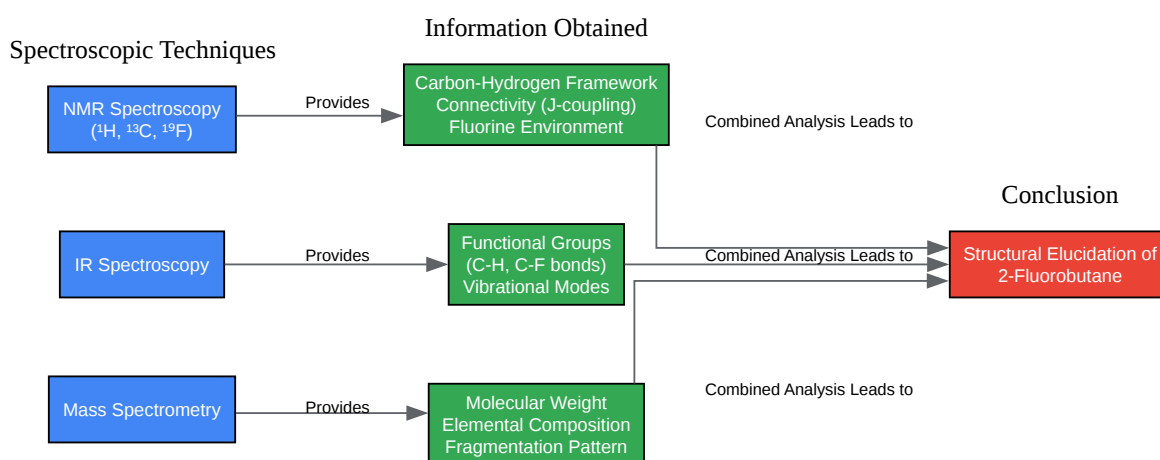 Spectroscopic Techniques
Information Obtained
Conclusion
NMR Spectroscopy
(¹H, ¹³C, ¹⁹F)
Provides
Carbon-Hydrogen Framework
Connectivity (J-coupling)
Fluorine Environment
Combined Analysis Leads to
IR Spectroscopy
Provides
Functional Groups
(C-H, C-F bonds)
Vibrational Modes
Combined Analysis Leads to
Structural Elucidation of
2-Fluorobutane
Mass Spectrometry
Provides
Molecular Weight
Elemental Composition
Fragmentation Pattern
Combined Analysis Leads to